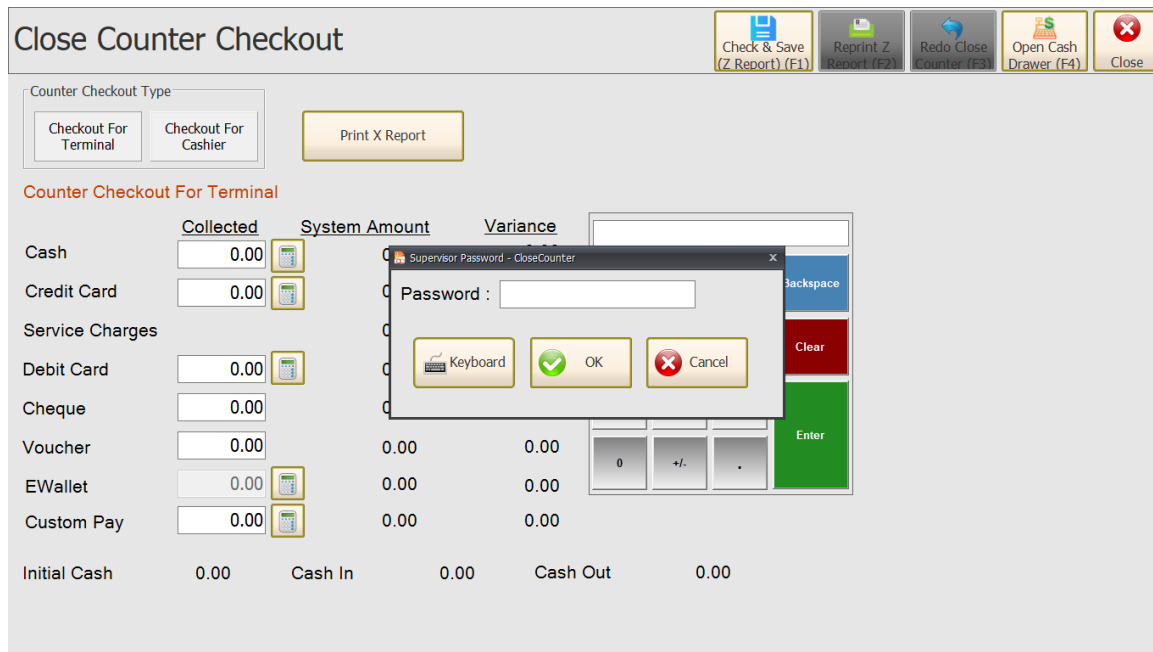 Close Counter Checkout
Check & Save
(Z Report) (F1)
Reprint Z
Report (F2)
Redo Close
Counter (F3)
Open Cash
Drawer (F4)
Close
Counter Checkout Type
Checkout For
Terminal
Checkout For
Cashier
Print X Report
Counter Checkout For Terminal
Collected System Amount Variance
Cash 0.00
Supervisor Password - CloseCounter x
Credit Card 0.00
Password :
Backspace
Service Charges
Clear
Debit Card 0.00
Keyboard OK Cancel
Cheque 0.00
Enter
Voucher 0.00 0.00 0.00
0 +/- .
EWallet 0.00 0.00 0.00
Custom Pay 0.00 0.00 0.00
Initial Cash 0.00 Cash In 0.00 Cash Out 0.00